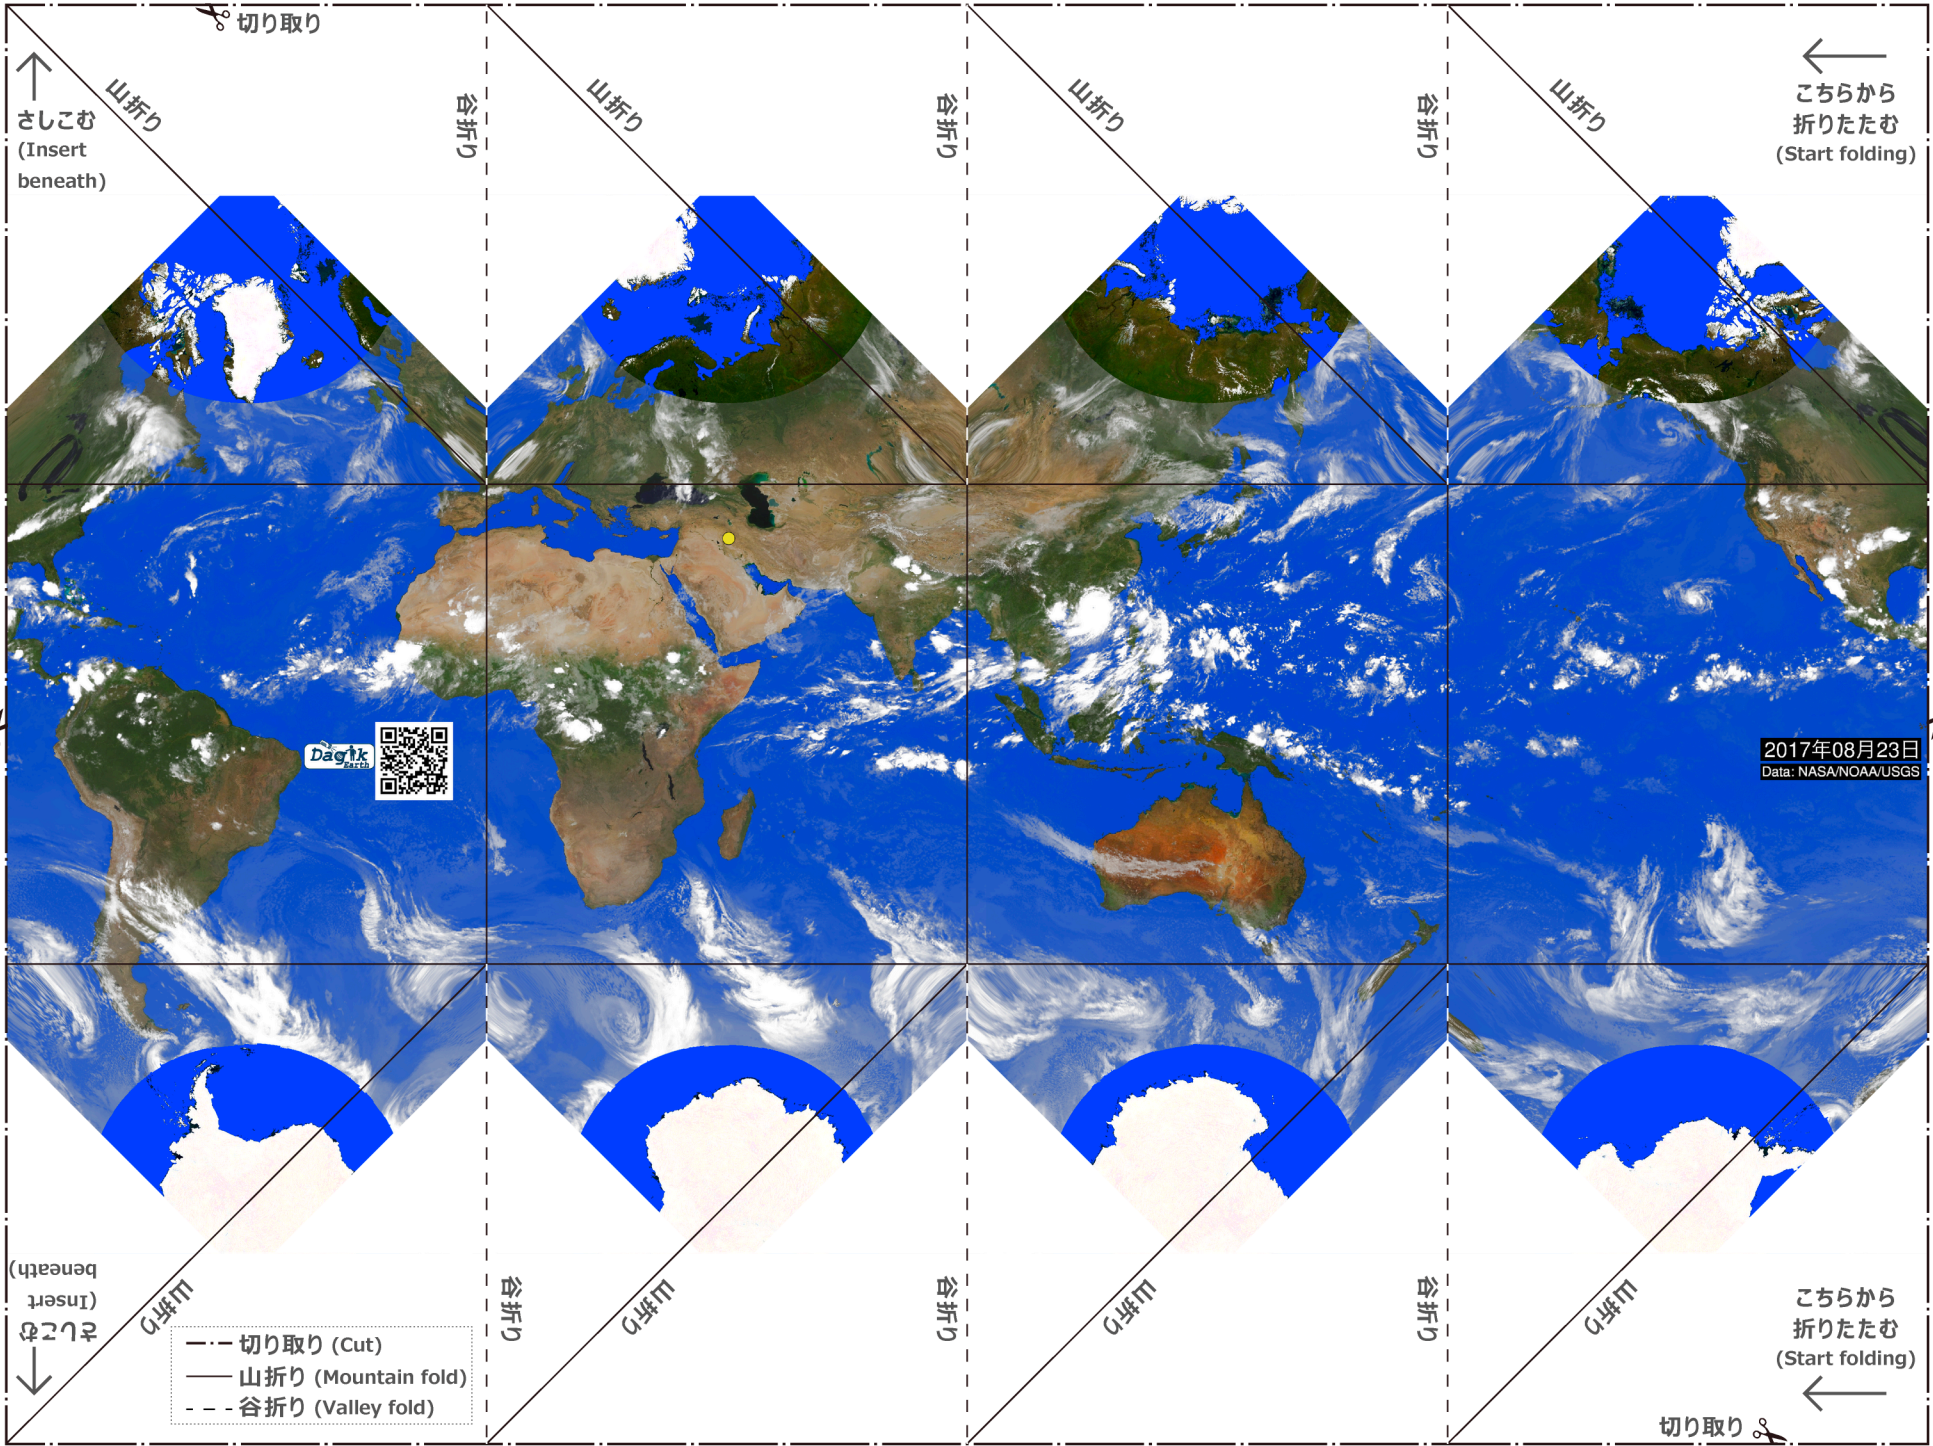 切り取り
山折り
谷折り
山折り
谷折り
山折り
谷折り
山折り
さしこむ
(Insert
beneath)
こちらから
折りたたむ
(Start folding)
Dagik
Earth
2017年08月23日
Data: NASA/NOAA/USGS
さしこむ
(Insert
beneath)
山折り
谷折り
山折り
谷折り
山折り
谷折り
山折り
こちらから
折りたたむ
(Start folding)
切り取り (Cut)
山折り (Mountain fold)
谷折り (Valley fold)
切り取り